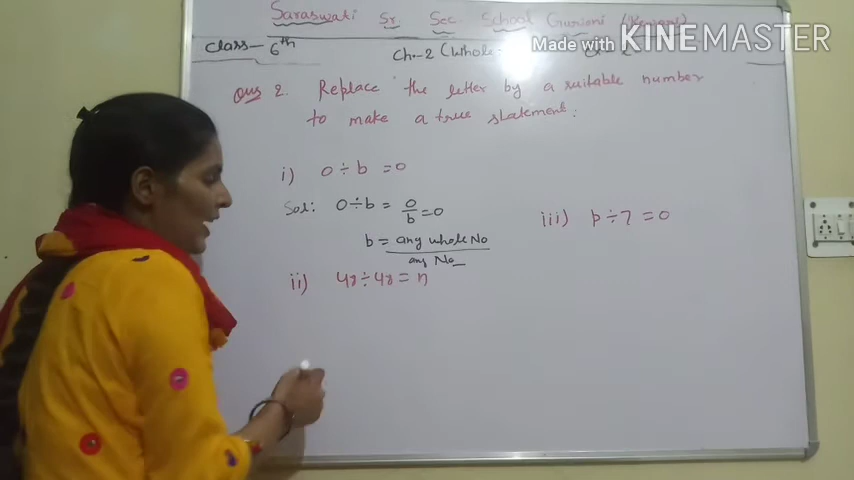 Saraswati Sr. Sec. School Gurioni
Class- 6th Ch.-2 (Whole-
Made with KINEMASTER
Ques 2. Replace the letter by a suitable number
to make a true statement:
i) 0 ÷ b = 0
Sol: 0 ÷ b = 0/b = 0
b = any whole No
any No
iii) p ÷ 7 = 0
ii) 48 ÷ 48 = n